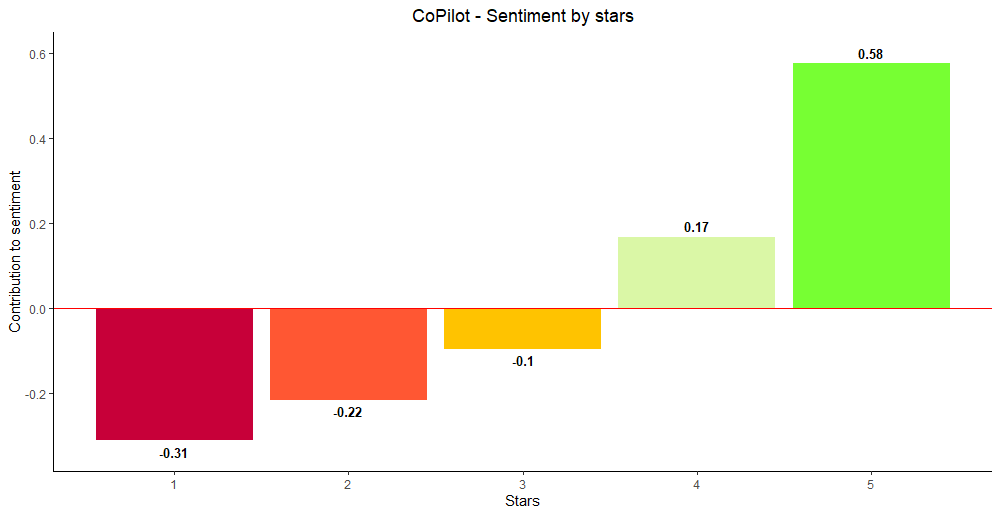 CoPilot - Sentiment by stars
Contribution to sentiment
0.6
0.4
0.2
0.0
-0.2
-0.31
-0.22
-0.1
0.17
0.58
1 2 3 4 5
Stars